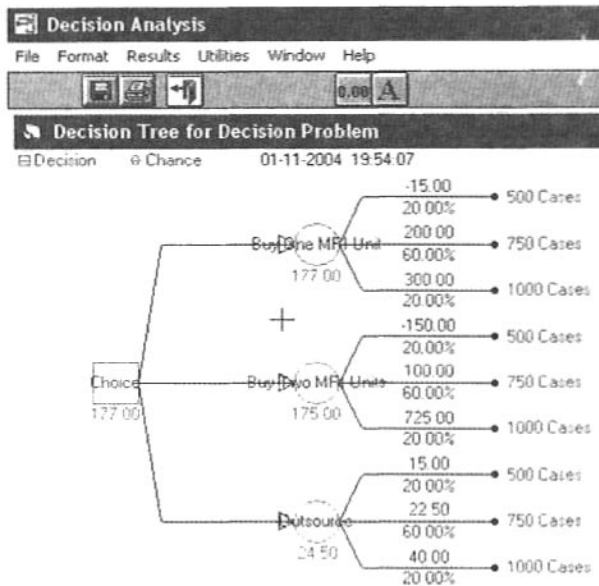 Decision Analysis
File Format Results Utilities Window Help
0.00 A
Decision Tree for Decision Problem
Decision Chance 01-11-2004 19:54:07
-15.00
20.00%
500 Cases
Buy One MRI Unit
177.00
200.00
60.00%
750 Cases
300.00
20.00%
1000 Cases
Choice
177.00
-150.00
20.00%
500 Cases
Buy Two MRI Units
175.00
100.00
60.00%
750 Cases
725.00
20.00%
1000 Cases
15.00
20.00%
500 Cases
Outsource
24.50
22.50
60.00%
750 Cases
40.00
20.00%
1000 Cases